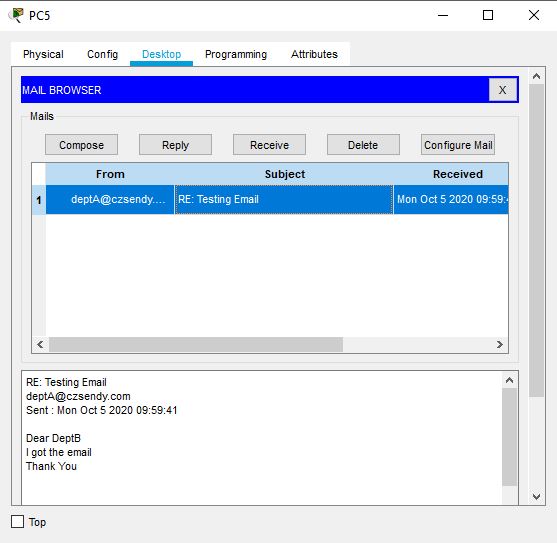 PC5
Physical Config Desktop Programming Attributes
MAIL BROWSER X
Mails
Compose Reply Receive Delete Configure Mail
From Subject Received
1 deptA@czsendy.... RE: Testing Email Mon Oct 5 2020 09:59:4
RE: Testing Email
deptA@czsendy.com
Sent : Mon Oct 5 2020 09:59:41
Dear DeptB
I got the email
Thank You
Top